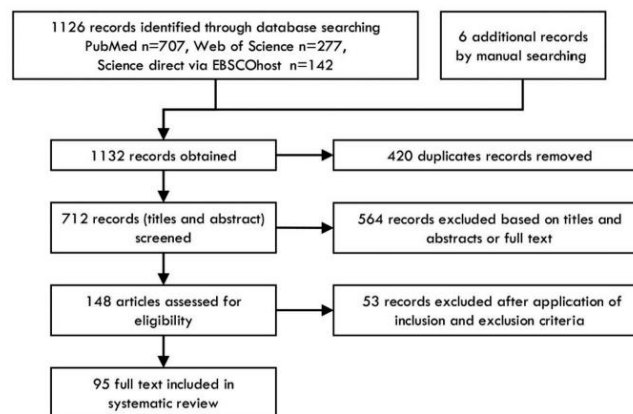 1126 records identified through database searching
PubMed n=707, Web of Science n=277,
Science direct via EBSCOhost n=142
6 additional records
by manual searching
1132 records obtained
420 duplicates records removed
712 records (titles and abstract)
screened
564 records excluded based on titles and
abstracts or full text
148 articles assessed for
eligibility
53 records excluded after application of
inclusion and exclusion criteria
95 full text included in
systematic review